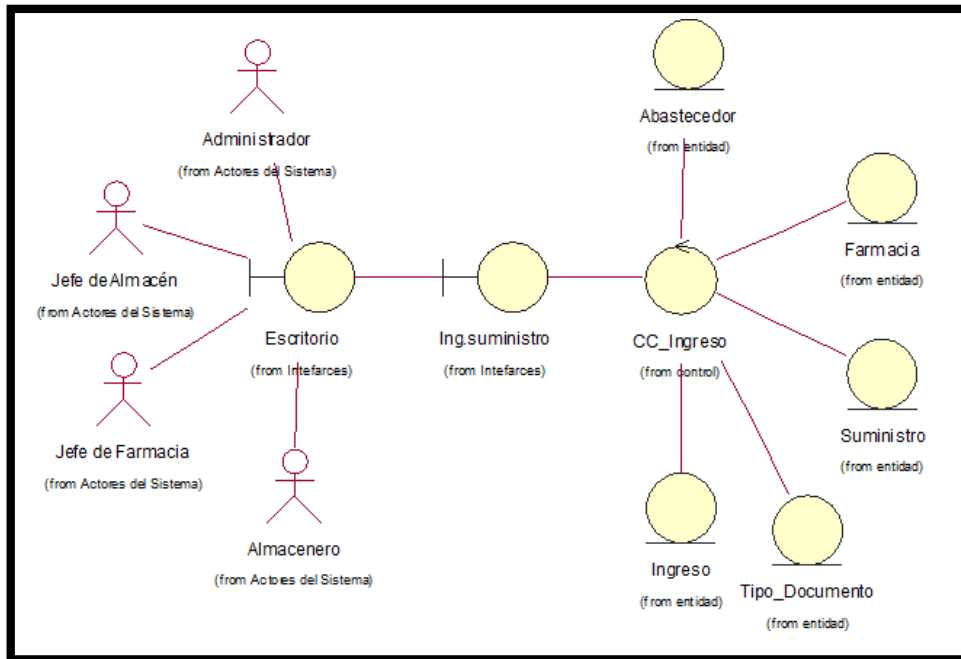 Administrador
(from Actores del Sistema)
Jefe de Almacén
(from Actores del Sistema)
Jefe de Farmacia
(from Actores del Sistema)
Almacenero
(from Actores del Sistema)
Escritorio
(from Intefarces)
Ing.suministro
(from Intefarces)
CC_Ingreso
(from control)
Abastecedor
(from entidad)
Farmacia
(from entidad)
Suministro
(from entidad)
Ingreso
(from entidad)
Tipo_Documento
(from entidad)